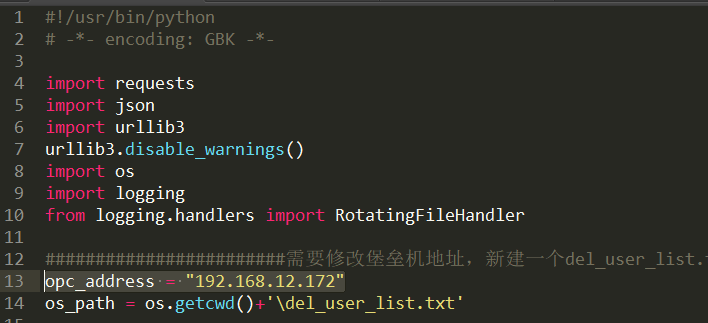 1 #!/usr/bin/python
2 # -*- encoding: GBK -*-
3
4 import requests
5 import json
6 import urllib3
7 urllib3.disable_warnings()
8 import os
9 import logging
10 from logging.handlers import RotatingFileHandler
11
12 ########################需要修改堡垒机地址，新建一个del_user_list.
13 opc_address = "192.168.12.172"
14 os_path = os.getcwd()+'\del_user_list.txt'